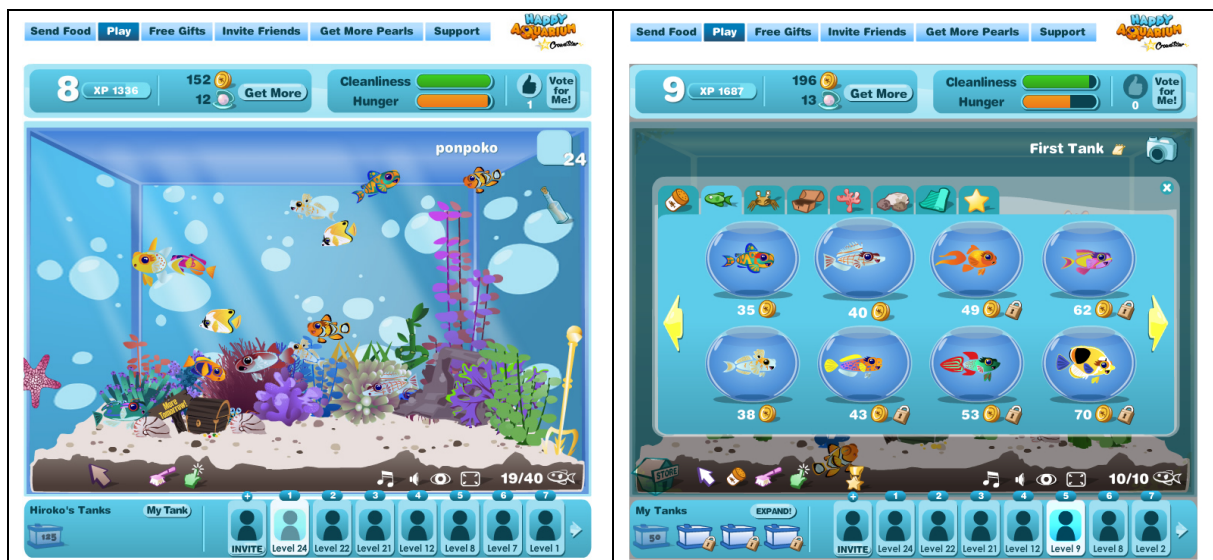 Send Food Play Free Gifts Invite Friends Get More Pearls Support
HAPPY
AQUARIUM
CrowdStar
8 XP 1336
152
12
Get More
Cleanliness
Hunger
1
Vote
for
Me!
ponpoko
24
More
Tomorrow!
19/40
Hiroko's Tanks
My Tank
185
+
INVITE
1
Level 24
2
Level 22
3
Level 21
4
Level 12
5
Level 8
6
Level 7
7
Level 1
Send Food Play Free Gifts Invite Friends Get More Pearls Support
HAPPY
AQUARIUM
CrowdStar
9 XP 1687
196
13
Get More
Cleanliness
Hunger
0
Vote
for
Me!
First Tank
35 40 49 62
38 43 53 70
STORE
10/10
My Tanks
EXPAND!
50
+
INVITE
1
Level 24
2
Level 22
3
Level 21
4
Level 12
5
Level 9
6
Level 8
7
Level 2